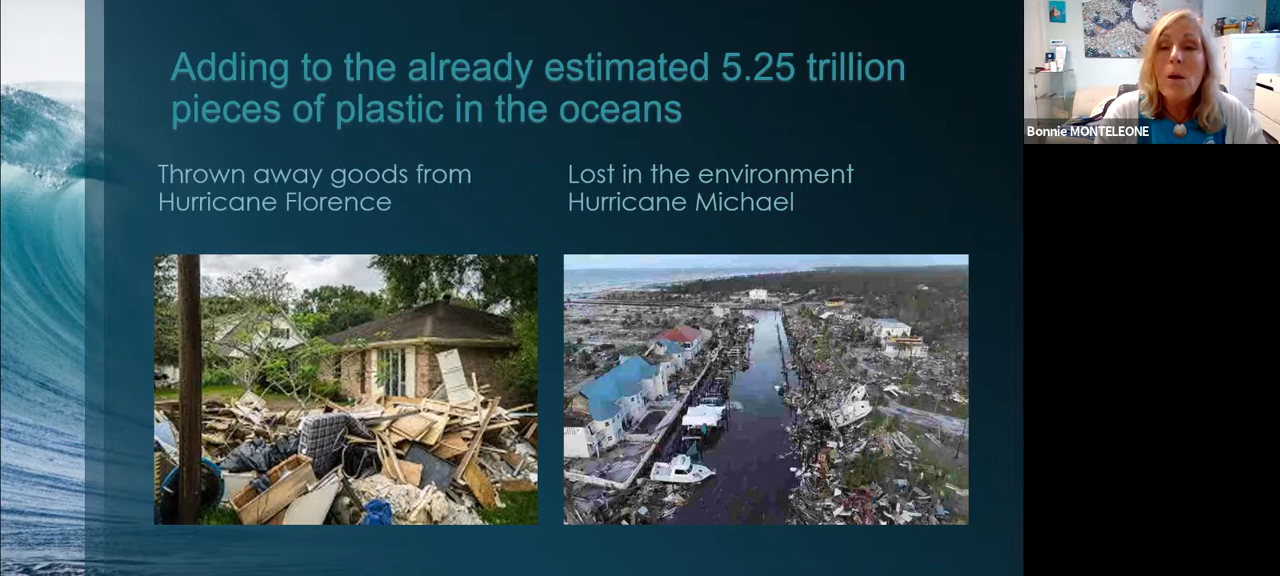 Adding to the already estimated 5.25 trillion
pieces of plastic in the oceans
Thrown away goods from
Hurricane Florence
Lost in the environment
Hurricane Michael
Bonnie MONTELEONE